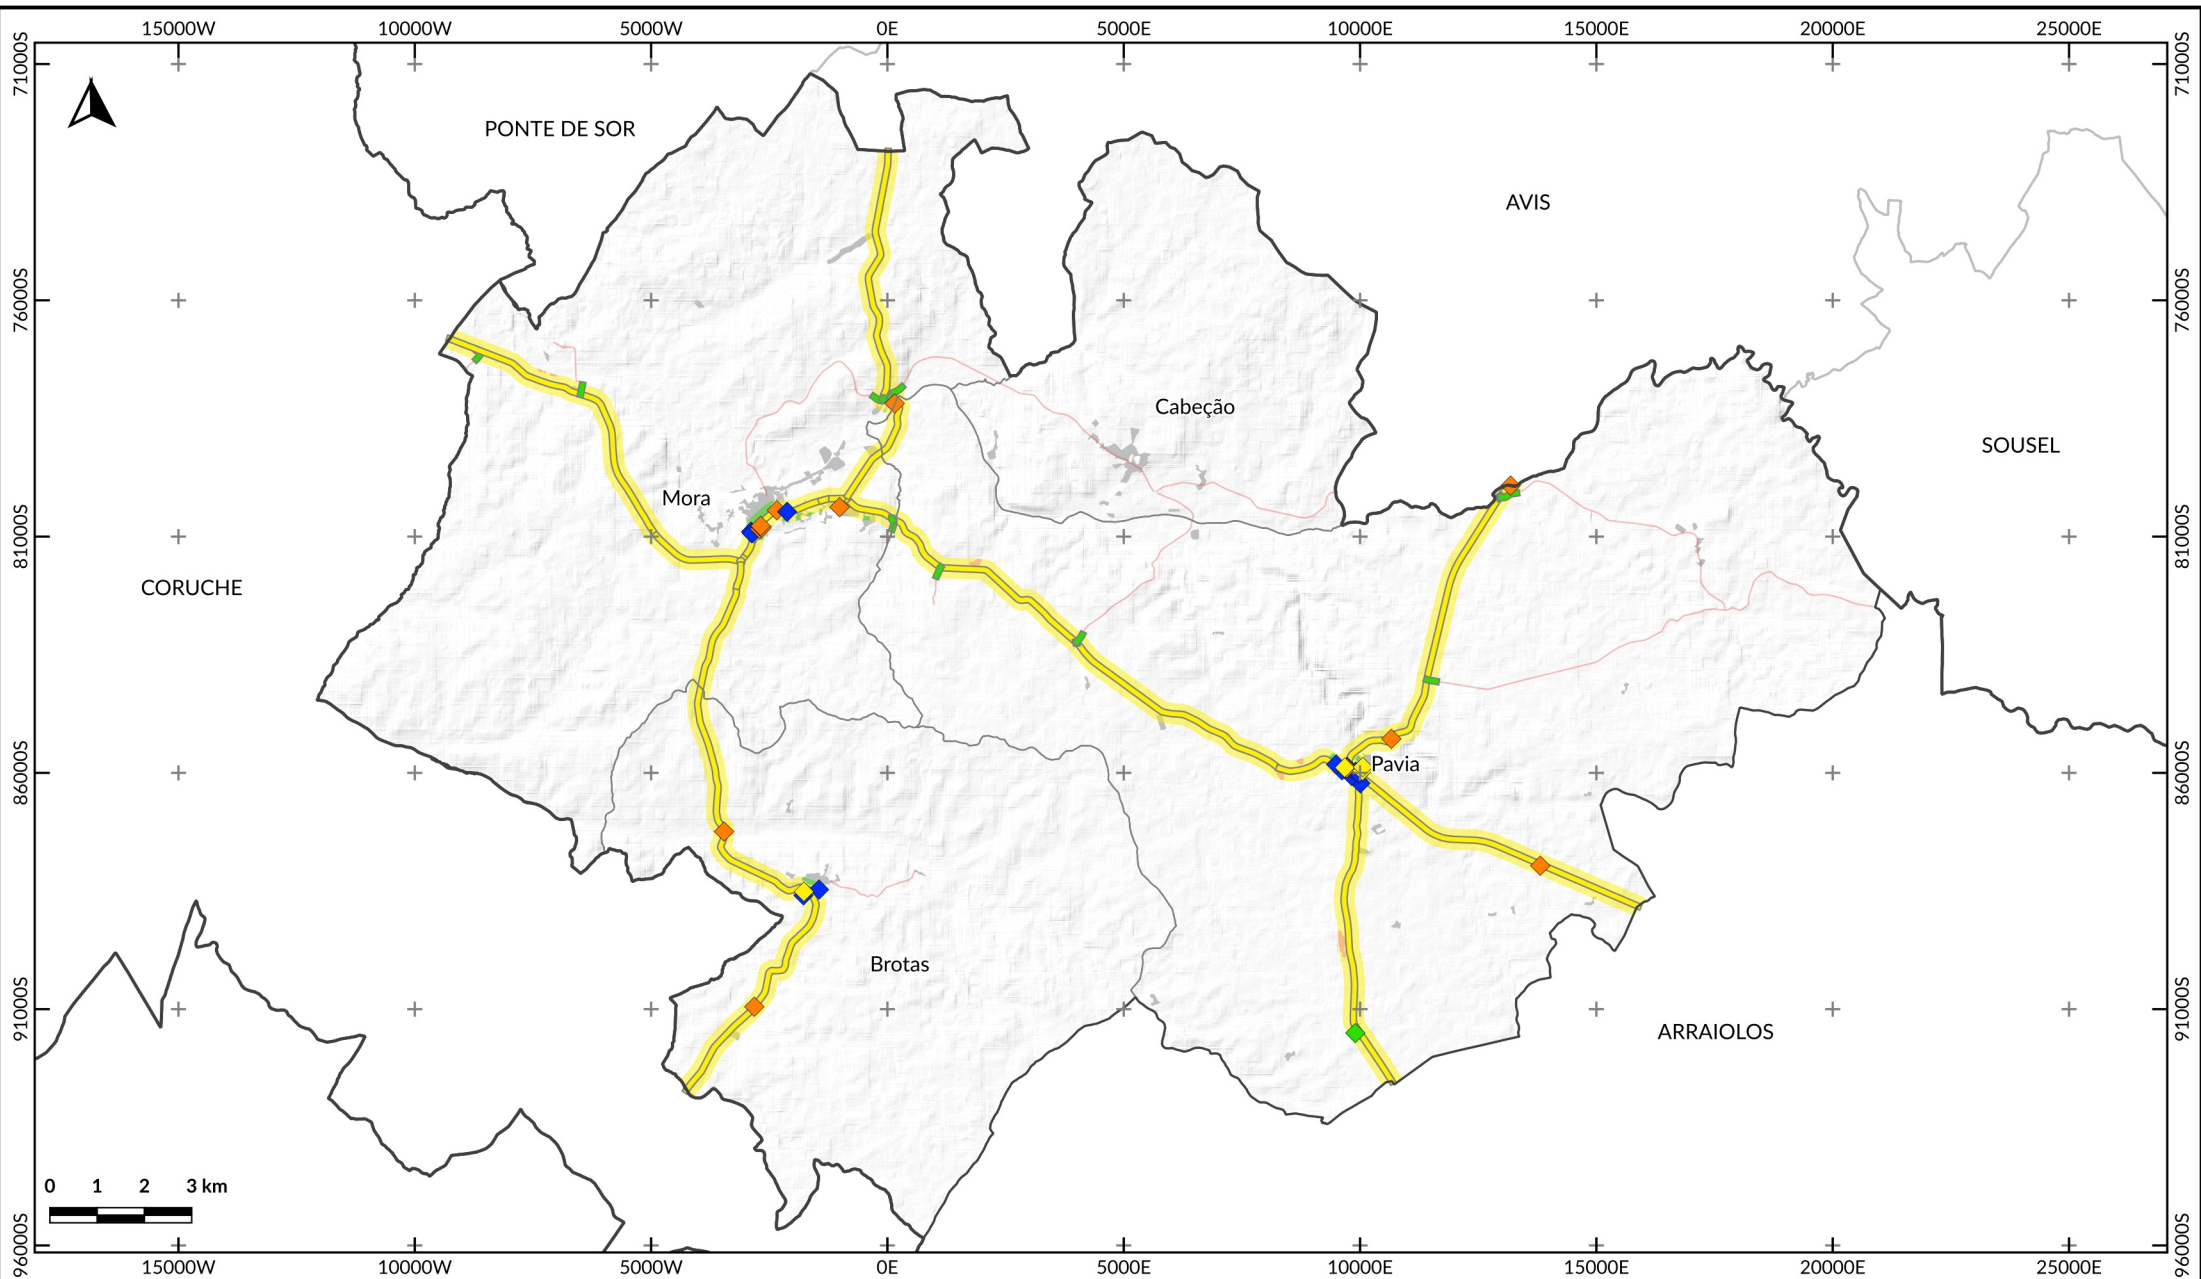 15000W 10000W 5000W 0E 5000E 10000E 15000E 20000E 25000E
71000S 71000S
PONTE DE SOR
AVIS
76000S 76000S
Cabeção
SOUSEL
Mora
81000S 81000S
CORUCHE
Pavia
86000S 86000S
Brotas
91000S 91000S
ARRAIOLOS
0 1 2 3 km
96000S 96000S
15000W 10000W 5000W 0E 5000E 10000E 15000E 20000E 25000E